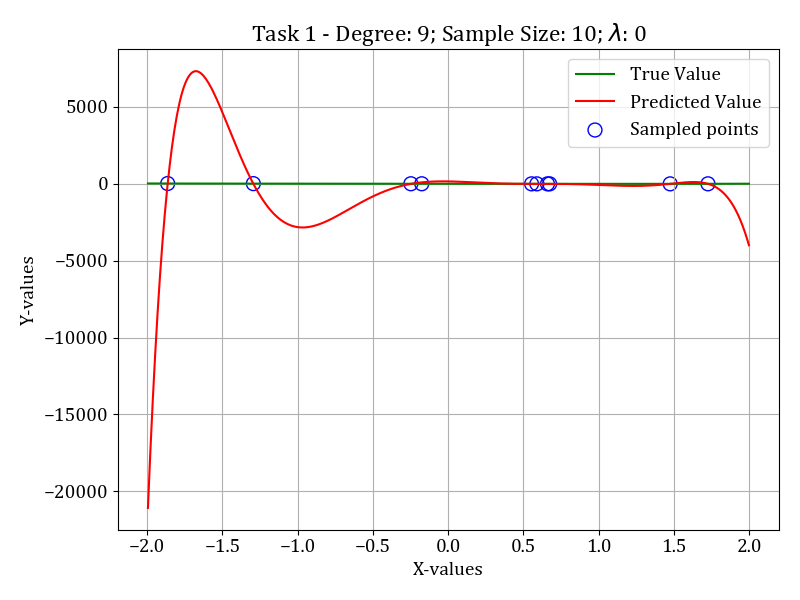 Task 1 - Degree: 9; Sample Size: 10; λ: 0
True Value
Predicted Value
Sampled points
5000
0
−5000
−10000
−15000
−20000
Y-values
−2.0 −1.5 −1.0 −0.5 0.0 0.5 1.0 1.5 2.0
X-values